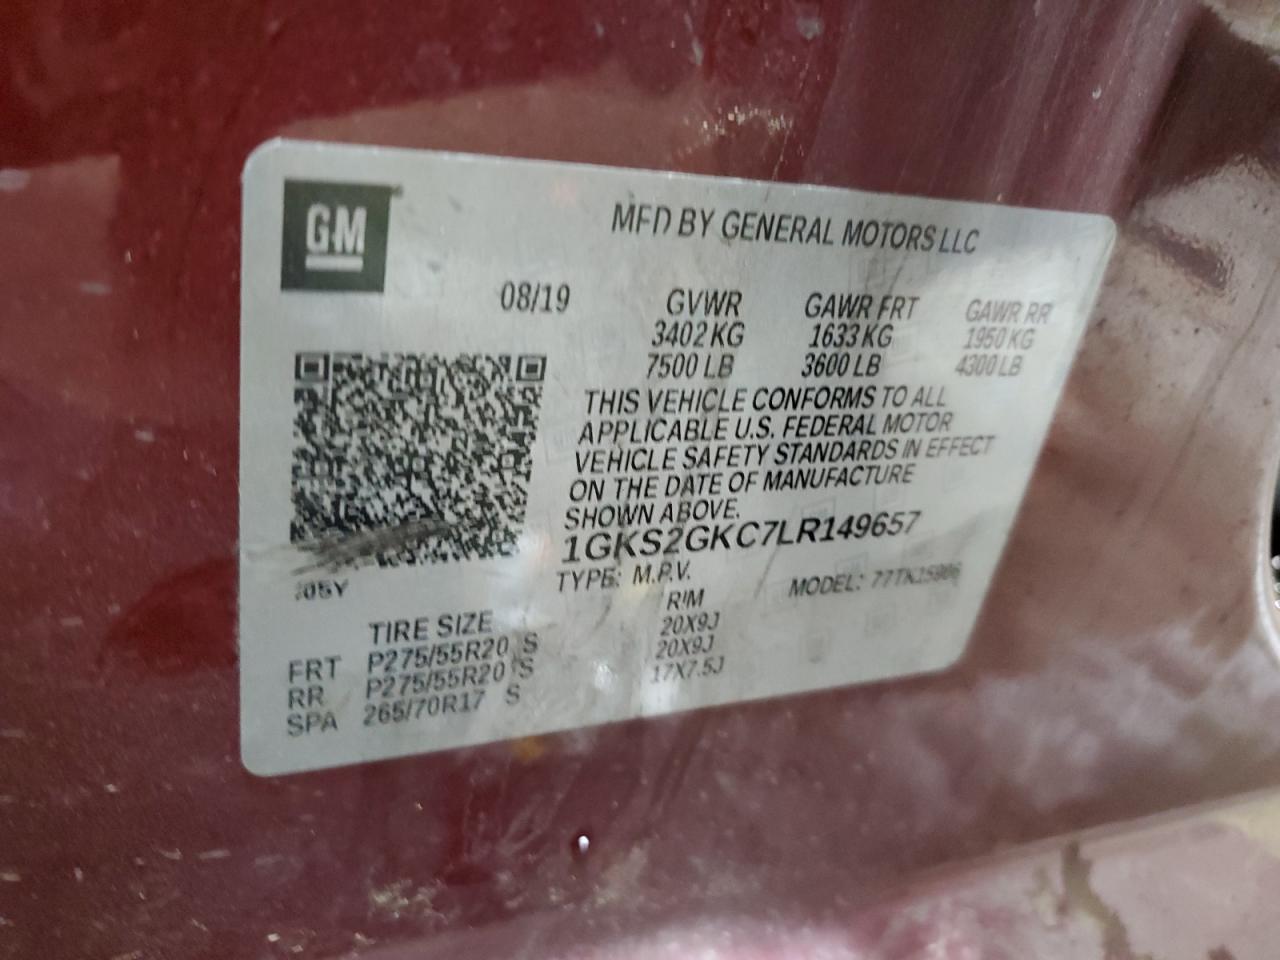 GM
MFD BY GENERAL MOTORS LLC
08/19 GVWR GAWR FRT GAWR RR
3402 KG 1633 KG 1950 KG
7500 LB 3600 LB 4300 LB
THIS VEHICLE CONFORMS TO ALL
APPLICABLE U.S. FEDERAL MOTOR
VEHICLE SAFETY STANDARDS IN EFFECT
ON THE DATE OF MANUFACTURE
SHOWN ABOVE.
1GKS2GKC7LR149657
TYPE: M.P.V. MODEL:
TIRE SIZE RIM
FRT P275/55R20 S 20X9J
RR P275/55R20 S 20X9J
SPA 265/70R17 S 17X7.5J